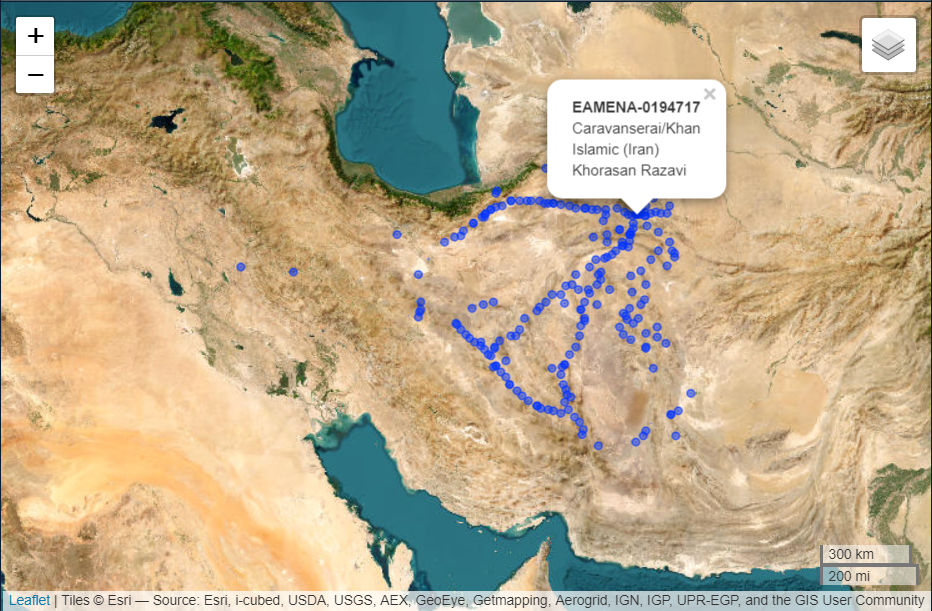 +
−
EAMENA-0194717
×
Caravanserai/Khan
Islamic (Iran)
Khorasan Razavi
300 km
200 mi
Leaflet | Tiles © Esri — Source: Esri, i-cubed, USDA, USGS, AEX, GeoEye, Getmapping, Aerogrid, IGN, IGP, UPR-EGP, and the GIS User Community